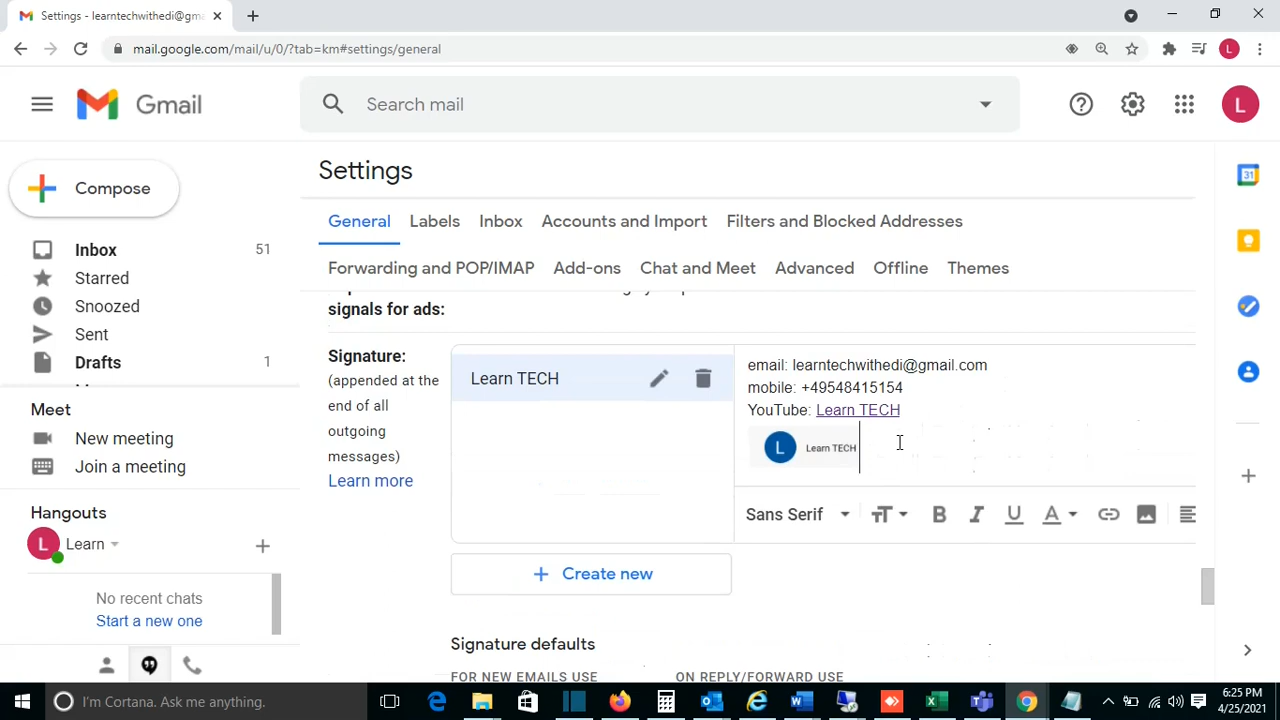 Settings - learntechwithedi@gma
mail.google.com/mail/u/0/?tab=km#settings/general
L
Gmail
Search mail
L
Compose
Settings
General
Labels
Inbox
Accounts and Import
Filters and Blocked Addresses
Forwarding and POP/IMAP
Add-ons
Chat and Meet
Advanced
Offline
Themes
Inbox 51
Starred
Snoozed
Sent
Drafts 1
Meet
New meeting
Join a meeting
Hangouts
L Learn
No recent chats
Start a new one
signals for ads:
Signature:
(appended at the
end of all
outgoing
messages)
Learn more
Learn TECH
email: learntechwithedi@gmail.com
mobile: +49548415154
YouTube: Learn TECH
L Learn TECH
Sans Serif
Create new
Signature defaults
FOR NEW EMAILS USE
ON REPLY/FORWARD USE
31
I'm Cortana. Ask me anything.
6:25 PM
4/25/2021